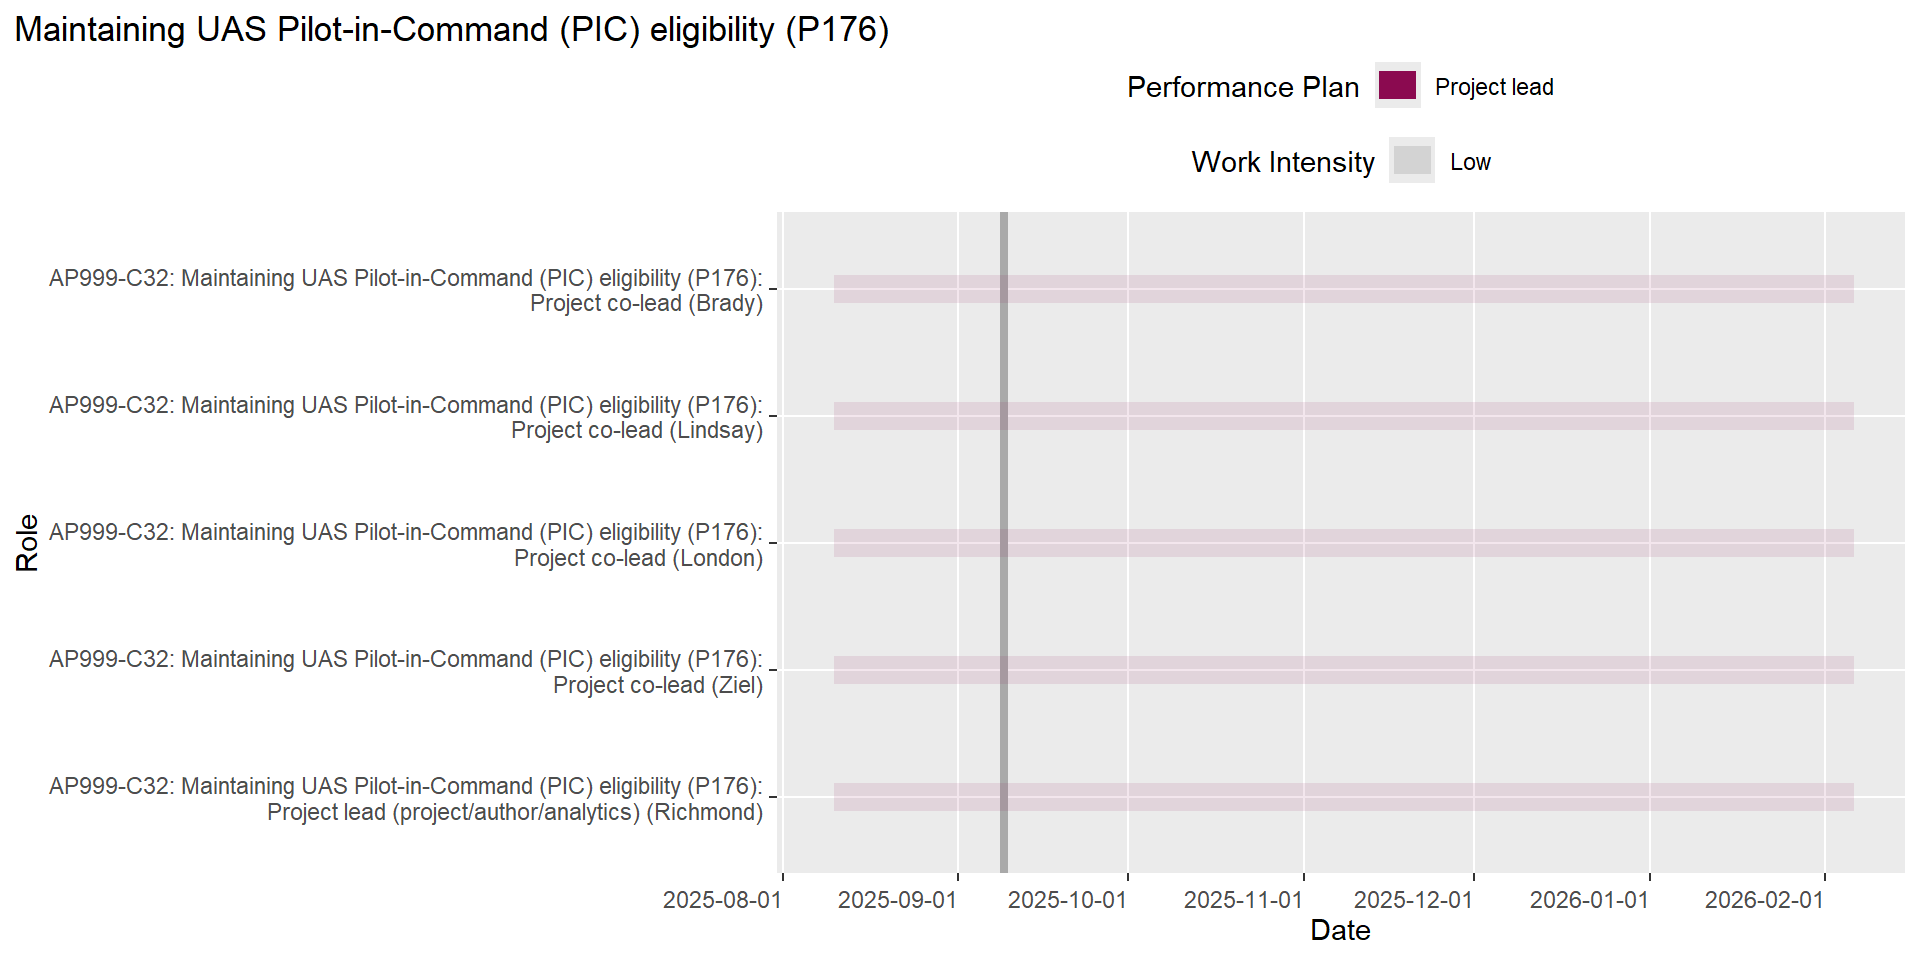 Maintaining UAS Pilot-in-Command (PIC) eligibility (P176)
Performance Plan
Project lead
Work Intensity
Low
AP999-C32: Maintaining UAS Pilot-in-Command (PIC) eligibility (P176):
Project co-lead (Brady)
AP999-C32: Maintaining UAS Pilot-in-Command (PIC) eligibility (P176):
Project co-lead (Lindsay)
AP999-C32: Maintaining UAS Pilot-in-Command (PIC) eligibility (P176):
Project co-lead (London)
AP999-C32: Maintaining UAS Pilot-in-Command (PIC) eligibility (P176):
Project co-lead (Ziel)
AP999-C32: Maintaining UAS Pilot-in-Command (PIC) eligibility (P176):
Project lead (project/author/analytics) (Richmond)
Role
2025-08-01
2025-09-01
2025-10-01
2025-11-01
2025-12-01
2026-01-01
2026-02-01
Date